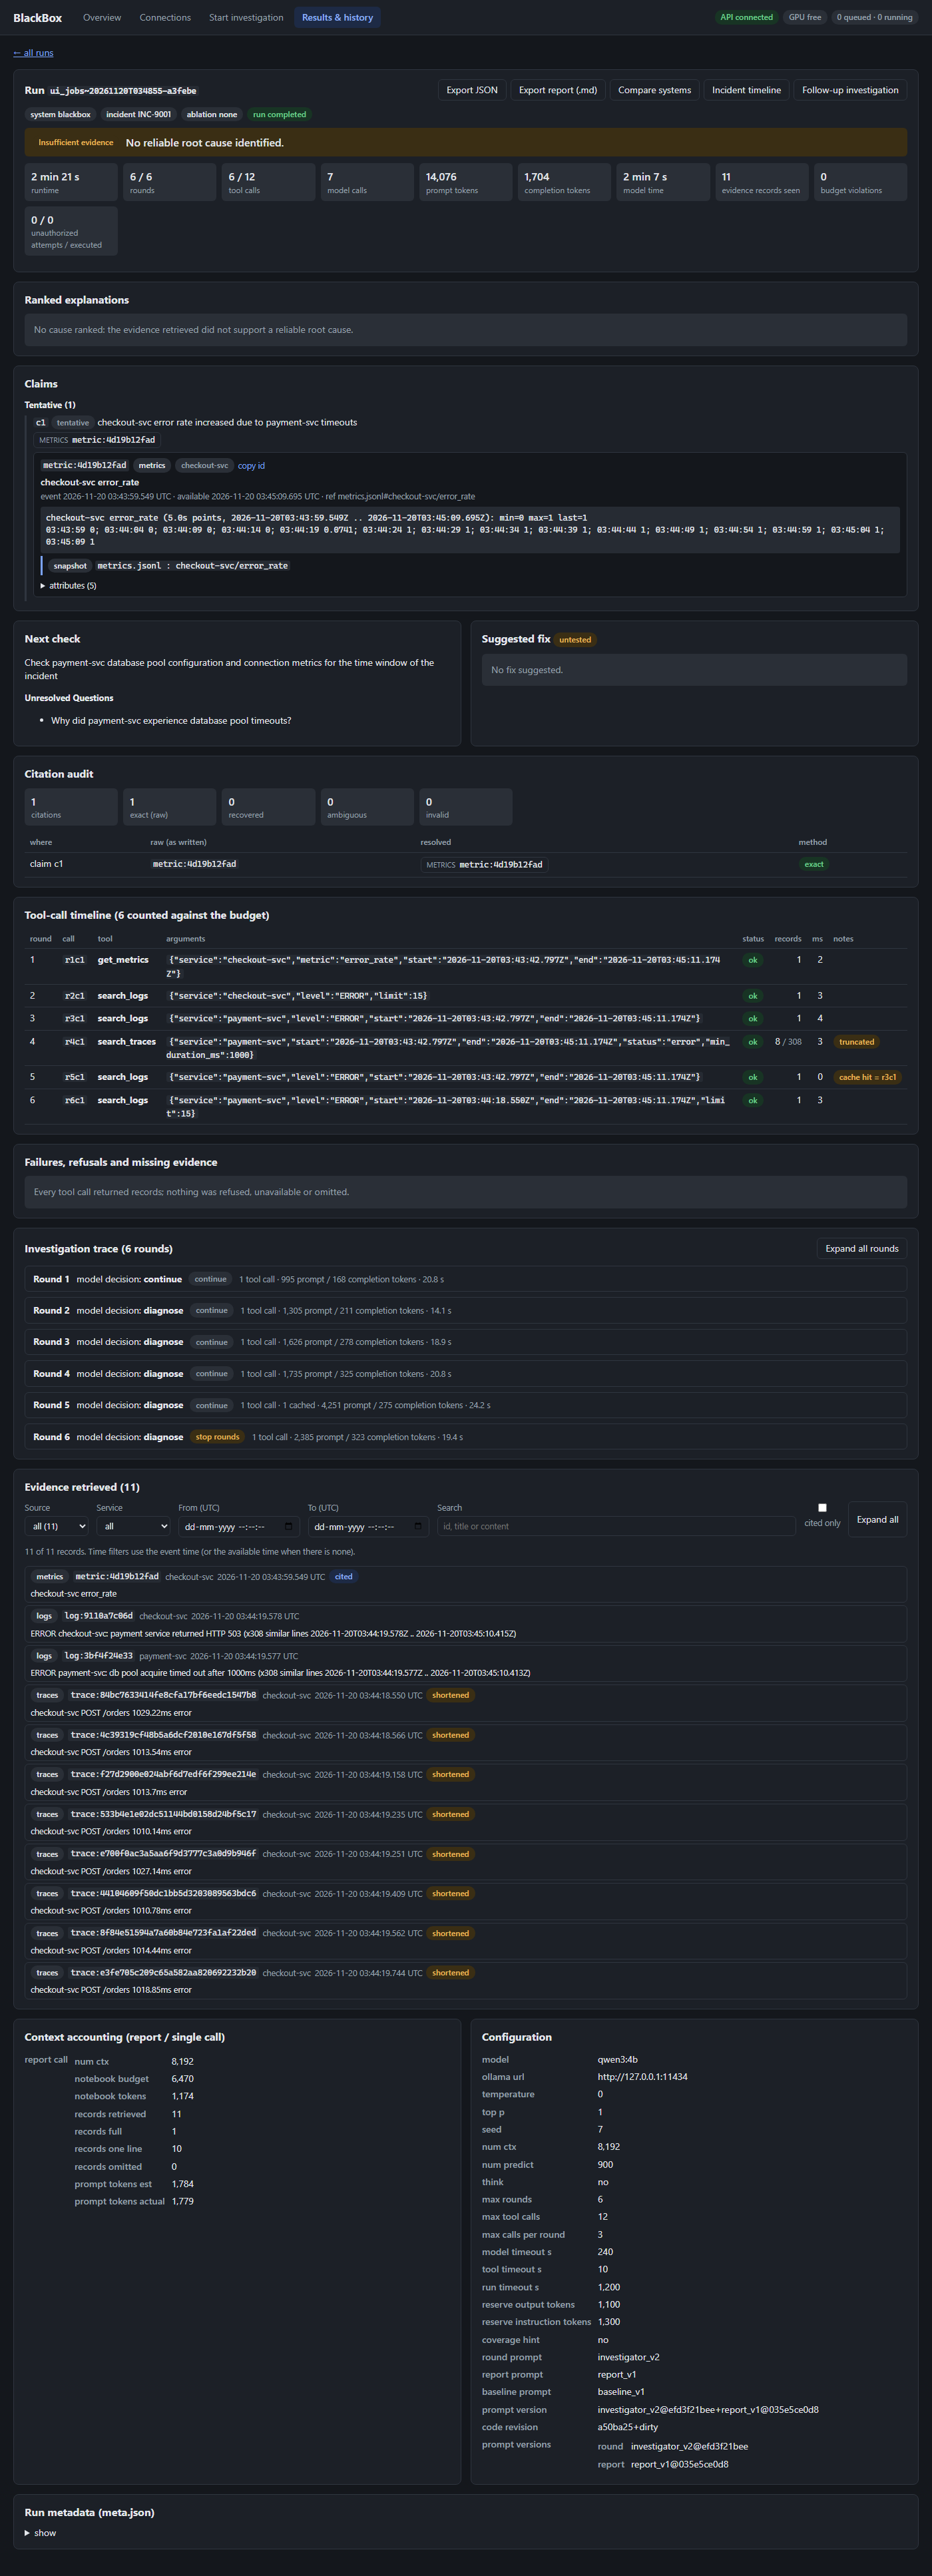 BlackBox Overview Connections Start investigation Results & history API connected GPU free 0 queued · 0 running
← all runs
Run ui_jobs~20261120T034855-a3febe Export JSON Export report (.md) Compare systems Incident timeline Follow-up investigation
system blackbox incident INC-9001 ablation none run completed
Insufficient evidence No reliable root cause identified.
2 min 21 s 6 / 6 6 / 12 7 14,076 1,704 2 min 7 s 11 0
runtime rounds tool calls model calls prompt tokens completion tokens model time evidence records seen budget violations
0 / 0
unauthorized
attempts / executed
Ranked explanations
No cause ranked: the evidence retrieved did not support a reliable root cause.
Claims
Tentative (1)
c1 tentative checkout-svc error rate increased due to payment-svc timeouts
METRICS metric:4d19b12fad
metric:4d19b12fad metrics checkout-svc copy id
checkout-svc error_rate
event 2026-11-20 03:43:59.549 UTC · available 2026-11-20 03:45:09.695 UTC · ref metrics.jsonl#checkout-svc/error_rate
checkout-svc error_rate (5.0s points, 2026-11-20T03:43:59.549Z .. 2026-11-20T03:45:09.695Z): min=0 max=1 last=1
03:43:59 0; 03:44:04 0; 03:44:09 0; 03:44:14 0; 03:44:19 0.0741; 03:44:24 1; 03:44:29 1; 03:44:34 1; 03:44:39 1; 03:44:44 1; 03:44:49 1; 03:44:54 1; 03:44:59 1; 03:45:04 1;
03:45:09 1
snapshot metrics.jsonl : checkout-svc/error_rate
▶ attributes (5)
Next check
Check payment-svc database pool configuration and connection metrics for the time window of the
incident
Unresolved Questions
• Why did payment-svc experience database pool timeouts?
Suggested fix untested
No fix suggested.
Citation audit
1 1 0 0 0
citations exact (raw) recovered ambiguous invalid
where raw (as written) resolved method
claim c1 metric:4d19b12fad METRICS metric:4d19b12fad exact
Tool-call timeline (6 counted against the budget)
round call tool arguments status records ms notes
1 r1c1 get_metrics {"service":"checkout-svc","metric":"error_rate","start":"2026-11-20T03:43:42.797Z","end":"2026-11-20T03:45:11.174 ok 1 2
Z"}
2 r2c1 search_logs {"service":"checkout-svc","level":"ERROR","limit":15} ok 1 3
3 r3c1 search_logs {"service":"payment-svc","level":"ERROR","start":"2026-11-20T03:43:42.797Z","end":"2026-11-20T03:45:11.174Z"} ok 1 4
4 r4c1 search_traces {"service":"payment-svc","start":"2026-11-20T03:43:42.797Z","end":"2026-11-20T03:45:11.174Z","status":"error","min_ ok 8 / 308 3 truncated
duration_ms":1000}
5 r5c1 search_logs {"service":"payment-svc","level":"ERROR","start":"2026-11-20T03:43:42.797Z","end":"2026-11-20T03:45:11.174Z"} ok 1 0 cache hit = r3c1
6 r6c1 search_logs {"service":"payment-svc","level":"ERROR","start":"2026-11-20T03:44:18.550Z","end":"2026-11-20T03:45:11.174Z","limi ok 1 3
t":15}
Failures, refusals and missing evidence
Every tool call returned records; nothing was refused, unavailable or omitted.
Investigation trace (6 rounds) Expand all rounds
Round 1 model decision: continue continue 1 tool call · 995 prompt / 168 completion tokens · 20.8 s
Round 2 model decision: diagnose continue 1 tool call · 1,305 prompt / 211 completion tokens · 14.1 s
Round 3 model decision: diagnose continue 1 tool call · 1,626 prompt / 278 completion tokens · 18.9 s
Round 4 model decision: diagnose continue 1 tool call · 1,735 prompt / 325 completion tokens · 20.8 s
Round 5 model decision: diagnose continue 1 tool call · 1 cached · 4,251 prompt / 275 completion tokens · 24.2 s
Round 6 model decision: diagnose stop rounds 1 tool call · 2,385 prompt / 323 completion tokens · 19.4 s
Evidence retrieved (11)
Source Service From (UTC) To (UTC) Search
all (11) all dd-mm-yyyy --:--:-- dd-mm-yyyy --:--:-- id, title or content cited only Expand all
11 of 11 records. Time filters use the event time (or the available time when there is none).
metrics metric:4d19b12fad checkout-svc 2026-11-20 03:43:59.549 UTC cited
checkout-svc error_rate
logs log:9110a7c06d checkout-svc 2026-11-20 03:44:19.578 UTC
ERROR checkout-svc: payment service returned HTTP 503 (x308 similar lines 2026-11-20T03:44:19.578Z .. 2026-11-20T03:45:10.415Z)
logs log:3bf4f24e33 payment-svc 2026-11-20 03:44:19.577 UTC
ERROR payment-svc: db pool acquire timed out after 1000ms (x308 similar lines 2026-11-20T03:44:19.577Z .. 2026-11-20T03:45:10.413Z)
traces trace:84bc7633414fe8cfa17bf6eedc1547b8 checkout-svc 2026-11-20 03:44:18.550 UTC shortened
checkout-svc POST /orders 1029.22ms error
traces trace:4c39319cf48b5a6dcf2010e167df5f58 checkout-svc 2026-11-20 03:44:18.566 UTC shortened
checkout-svc POST /orders 1013.54ms error
traces trace:f27d2900e024abf6d7edf6f299ee214e checkout-svc 2026-11-20 03:44:19.158 UTC shortened
checkout-svc POST /orders 1013.7ms error
traces trace:533b4e1e02dc51144bd0158d24bf5c17 checkout-svc 2026-11-20 03:44:19.235 UTC shortened
checkout-svc POST /orders 1010.14ms error
traces trace:e700f0ac3a5aa6f9d3777c3a0d9b946f checkout-svc 2026-11-20 03:44:19.251 UTC shortened
checkout-svc POST /orders 1027.14ms error
traces trace:44104609f50dc1bb5d3203089563bdc6 checkout-svc 2026-11-20 03:44:19.409 UTC shortened
checkout-svc POST /orders 1010.78ms error
traces trace:8f84e51594a7a60b84e723fa1af22ded checkout-svc 2026-11-20 03:44:19.562 UTC shortened
checkout-svc POST /orders 1014.44ms error
traces trace:e3fe705c209c65a582aa820692232b20 checkout-svc 2026-11-20 03:44:19.744 UTC shortened
checkout-svc POST /orders 1018.85ms error
Context accounting (report / single call)
report call num ctx 8,192
notebook budget 6,470
notebook tokens 1,174
records retrieved 11
records full 1
records one line 10
records omitted 0
prompt tokens est 1,784
prompt tokens actual 1,779
Configuration
model qwen3:4b
ollama url http://127.0.0.1:11434
temperature 0
top p 1
seed 7
num ctx 8,192
num predict 900
think no
max rounds 6
max tool calls 12
max calls per round 3
model timeout s 240
tool timeout s 10
run timeout s 1,200
reserve output tokens 1,100
reserve instruction tokens 1,300
coverage hint no
round prompt investigator_v2
report prompt report_v1
baseline prompt baseline_v1
prompt version investigator_v2@efd3f21bee+report_v1@035e5ce0d8
code revision a50ba25+dirty
prompt versions round investigator_v2@efd3f21bee
report report_v1@035e5ce0d8
Run metadata (meta.json)
▶ show